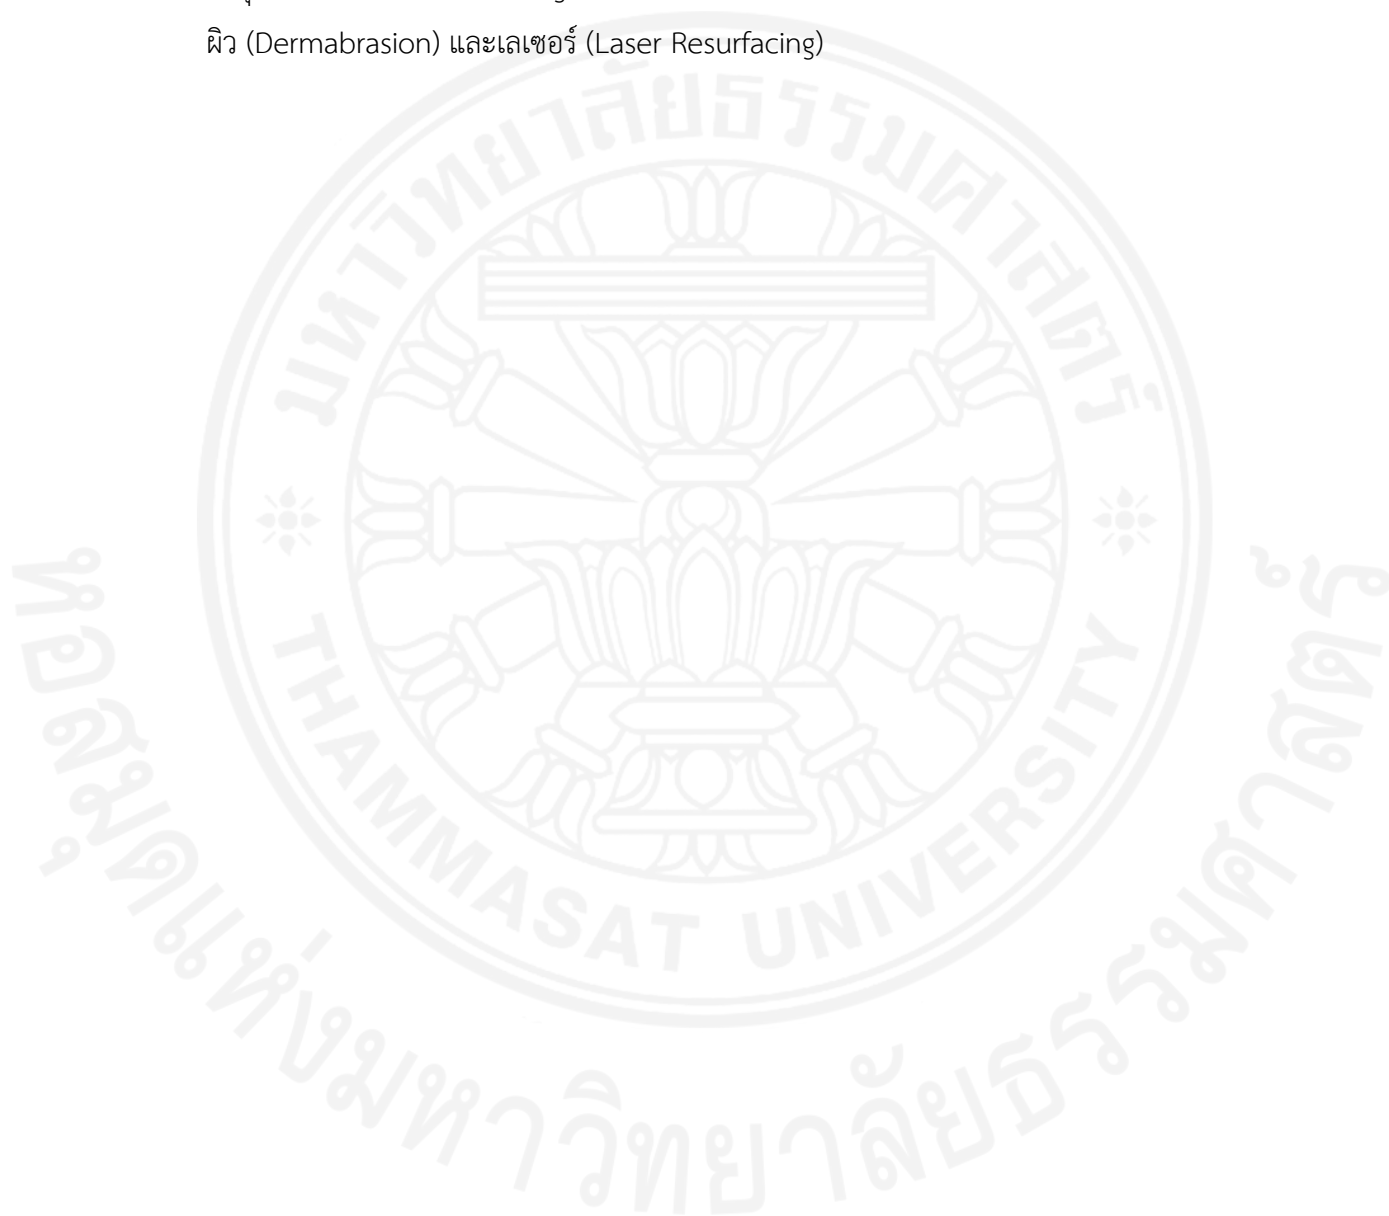 ผิว (Dermabrasion) และเลเซอร์ (Laser Resurfacing)
มหาวิทยาลัยธรรมศาสตร์
THAMMASAT UNIVERSITY
หอสมุดแห่งมหาวิทยาลัยธรรมศาสตร์